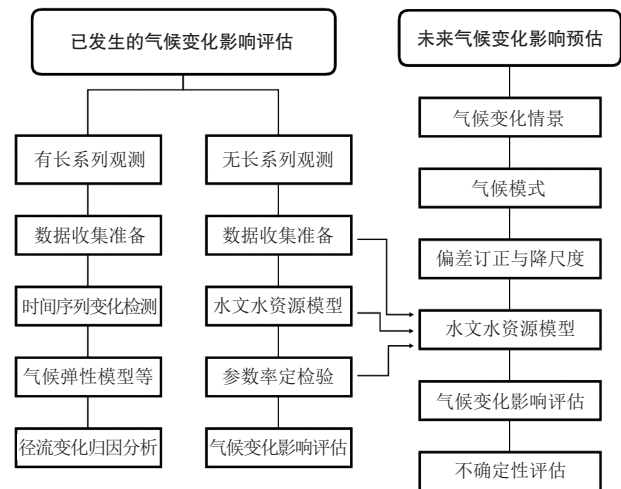 已发生的气候变化影响评估
未来气候变化影响预估
有长系列观测
数据收集准备
时间序列变化检测
气候弹性模型等
径流变化归因分析
无长系列观测
数据收集准备
水文水资源模型
参数率定检验
气候变化影响评估
气候变化情景
气候模式
偏差订正与降尺度
水文水资源模型
气候变化影响评估
不确定性评估